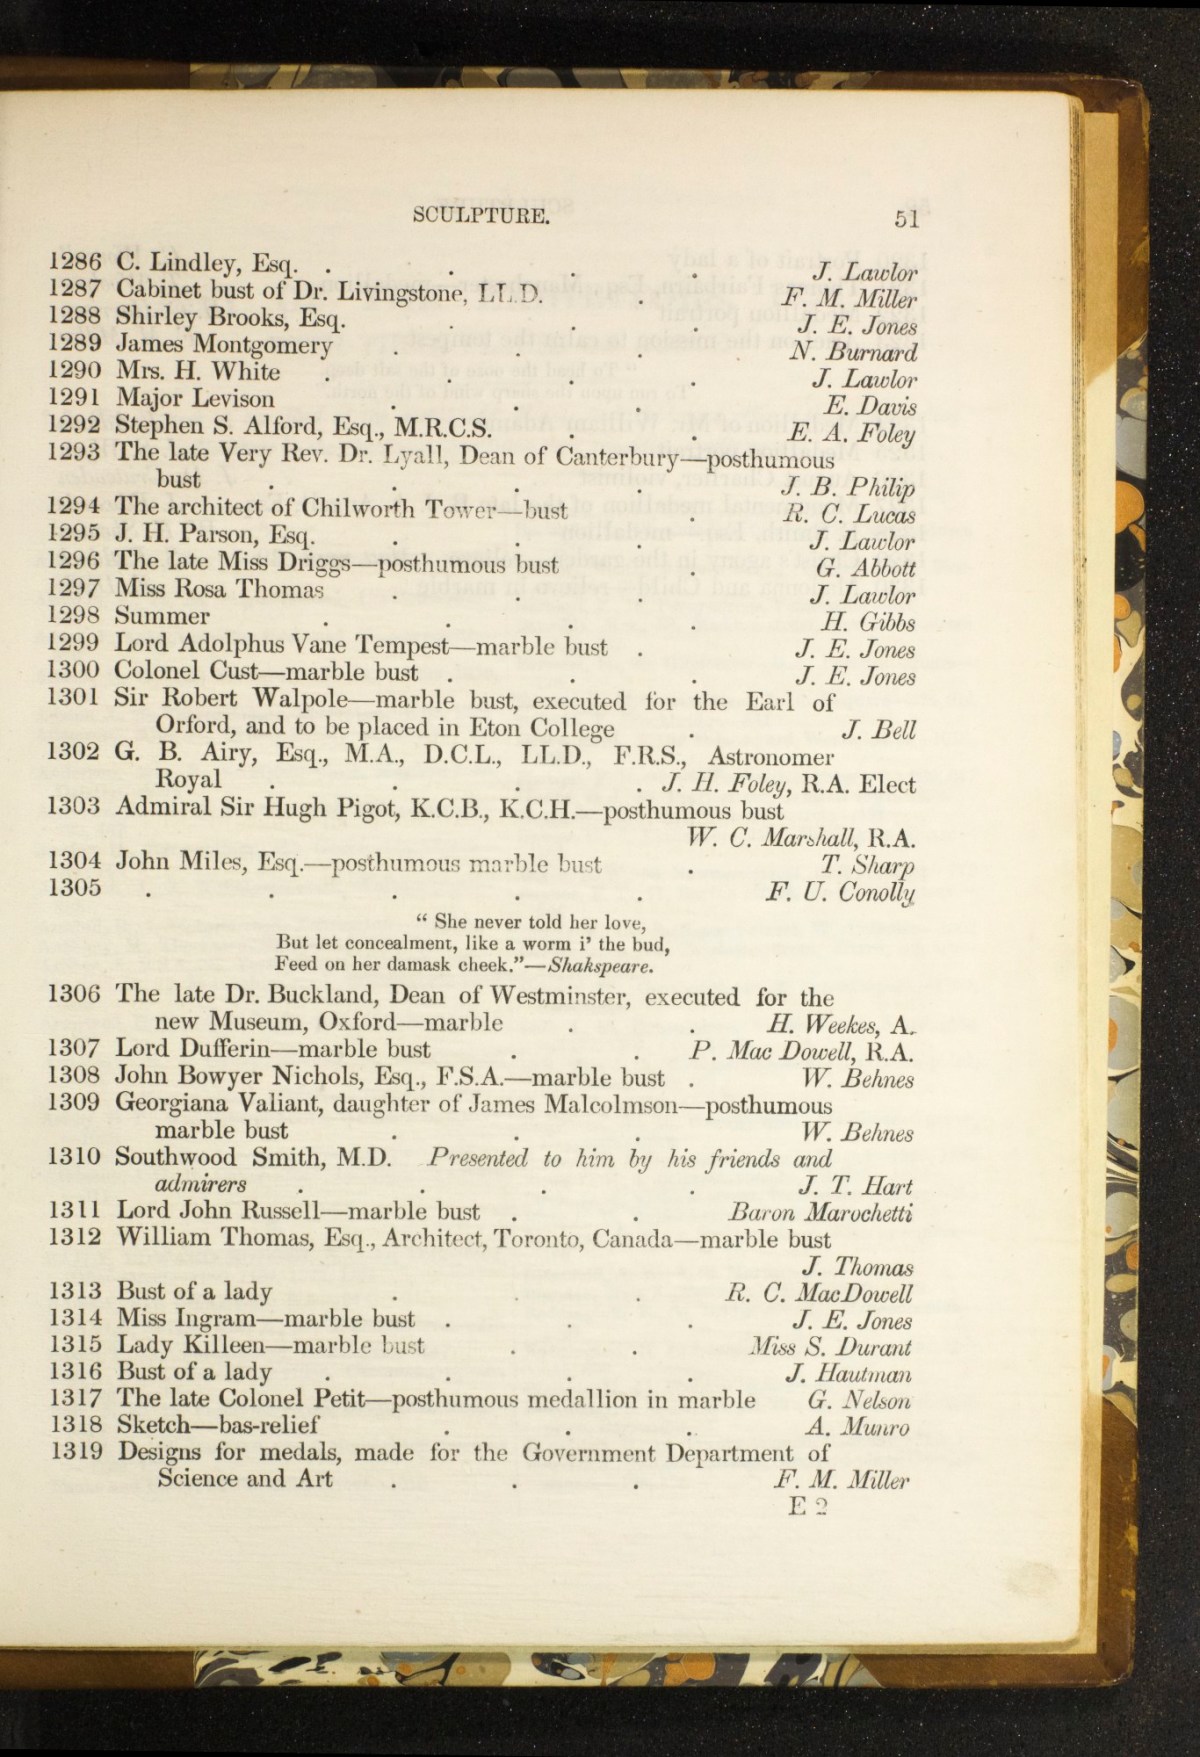 SCULPTURE. 51
1286 C. Lindley, Esq. . . . . J. Lawlor
1287 Cabinet bust of Dr. Livingstone, LL.D. . F. M. Miller
1288 Shirley Brooks, Esq. . . . J. E. Jones
1289 James Montgomery . . . N. Burnard
1290 Mrs. H. White . . . . J. Lawlor
1291 Major Levison . . . E. Davis
1292 Stephen S. Alford, Esq., M.R.C.S. . . E. A. Foley
1293 The late Very Rev. Dr. Lyall, Dean of Canterbury—posthumous
bust . . . . J. B. Philip
1294 The architect of Chilworth Tower—bust . R. C. Lucas
1295 J. H. Parson, Esq. . . . J. Lawlor
1296 The late Miss Driggs—posthumous bust . G. Abbott
1297 Miss Rosa Thomas . . . J. Lawlor
1298 Summer . . . . H. Gibbs
1299 Lord Adolphus Vane Tempest—marble bust . J. E. Jones
1300 Colonel Cust—marble bust . . . J. E. Jones
1301 Sir Robert Walpole—marble bust, executed for the Earl of
Orford, and to be placed in Eton College . J. Bell
1302 G. B. Airy, Esq., M.A., D.C.L., LL.D., F.R.S., Astronomer
Royal . . . . J. H. Foley, R.A. Elect
1303 Admiral Sir Hugh Pigot, K.C.B., K.C.H.—posthumous bust
W. C. Marshall, R.A.
1304 John Miles, Esq.—posthumous marble bust . T. Sharp
1305 . . . . . F. U. Conolly
“ She never told her love,
But let concealment, like a worm i’ the bud,
Feed on her damask cheek.”—Shakspeare.
1306 The late Dr. Buckland, Dean of Westminster, executed for the
new Museum, Oxford—marble . . H. Weekes, A.
1307 Lord Dufferin—marble bust . . P. Mac Dowell, R.A.
1308 John Bowyer Nichols, Esq., F.S.A.—marble bust . W. Behnes
1309 Georgiana Valiant, daughter of James Malcolmson—posthumous
marble bust . . . W. Behnes
1310 Southwood Smith, M.D. Presented to him by his friends and
admirers . . . . J. T. Hart
1311 Lord John Russell—marble bust . . Baron Marochetti
1312 William Thomas, Esq., Architect, Toronto, Canada—marble bust
J. Thomas
1313 Bust of a lady . . . R. C. MacDowell
1314 Miss Ingram—marble bust . . . J. E. Jones
1315 Lady Killeen—marble bust . . Miss S. Durant
1316 Bust of a lady . . . . J. Hautman
1317 The late Colonel Petit—posthumous medallion in marble G. Nelson
1318 Sketch—bas-relief . . . A. Munro
1319 Designs for medals, made for the Government Department of
Science and Art . . . F. M. Miller
E 2